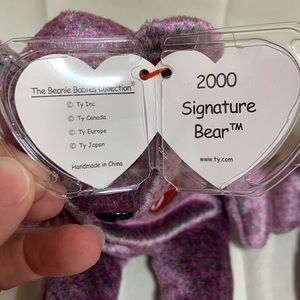 The Beanie Babies Collection®
© Ty Inc.
© Ty Canada
© Ty Europe
© Ty Japan
Handmade in China
2000
Signature
Bear™
www.ty.com